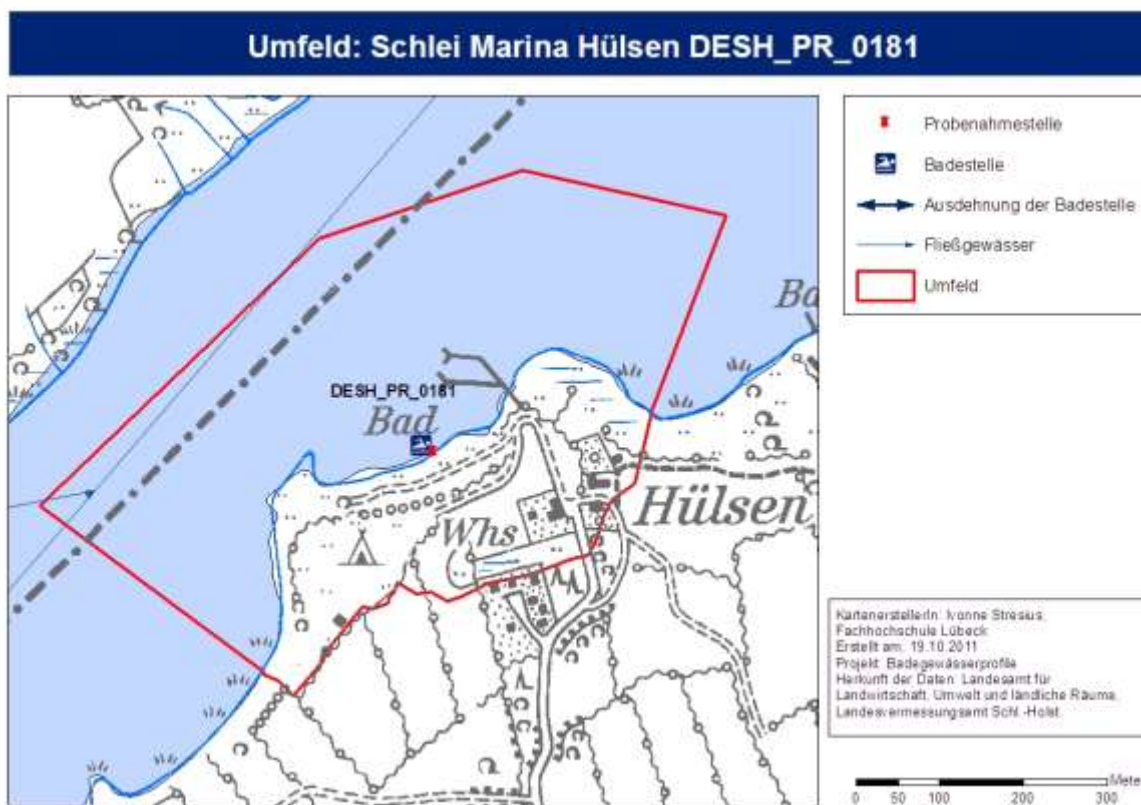 Umfeld: Schlei Marina Hülsen DESH_PR_0181
Probenahmestelle
Badestelle
Ausdehnung der Badestelle
Fließgewässer
Umfeld
Ba
DESH_PR_0181
Bad
Hülsen
Whs
KartenerstellerIn: Ivonne Stresius,
Fachhochschule Lübeck
Erstellt am: 19.10.2011
Projekt: Badegewässerprofile
Herkunft der Daten: Landesamt für
Landwirtschaft, Umwelt und ländliche Räume,
Landesvermessungsamt Schl.-Holst.
Mete
0 50 100 200 300